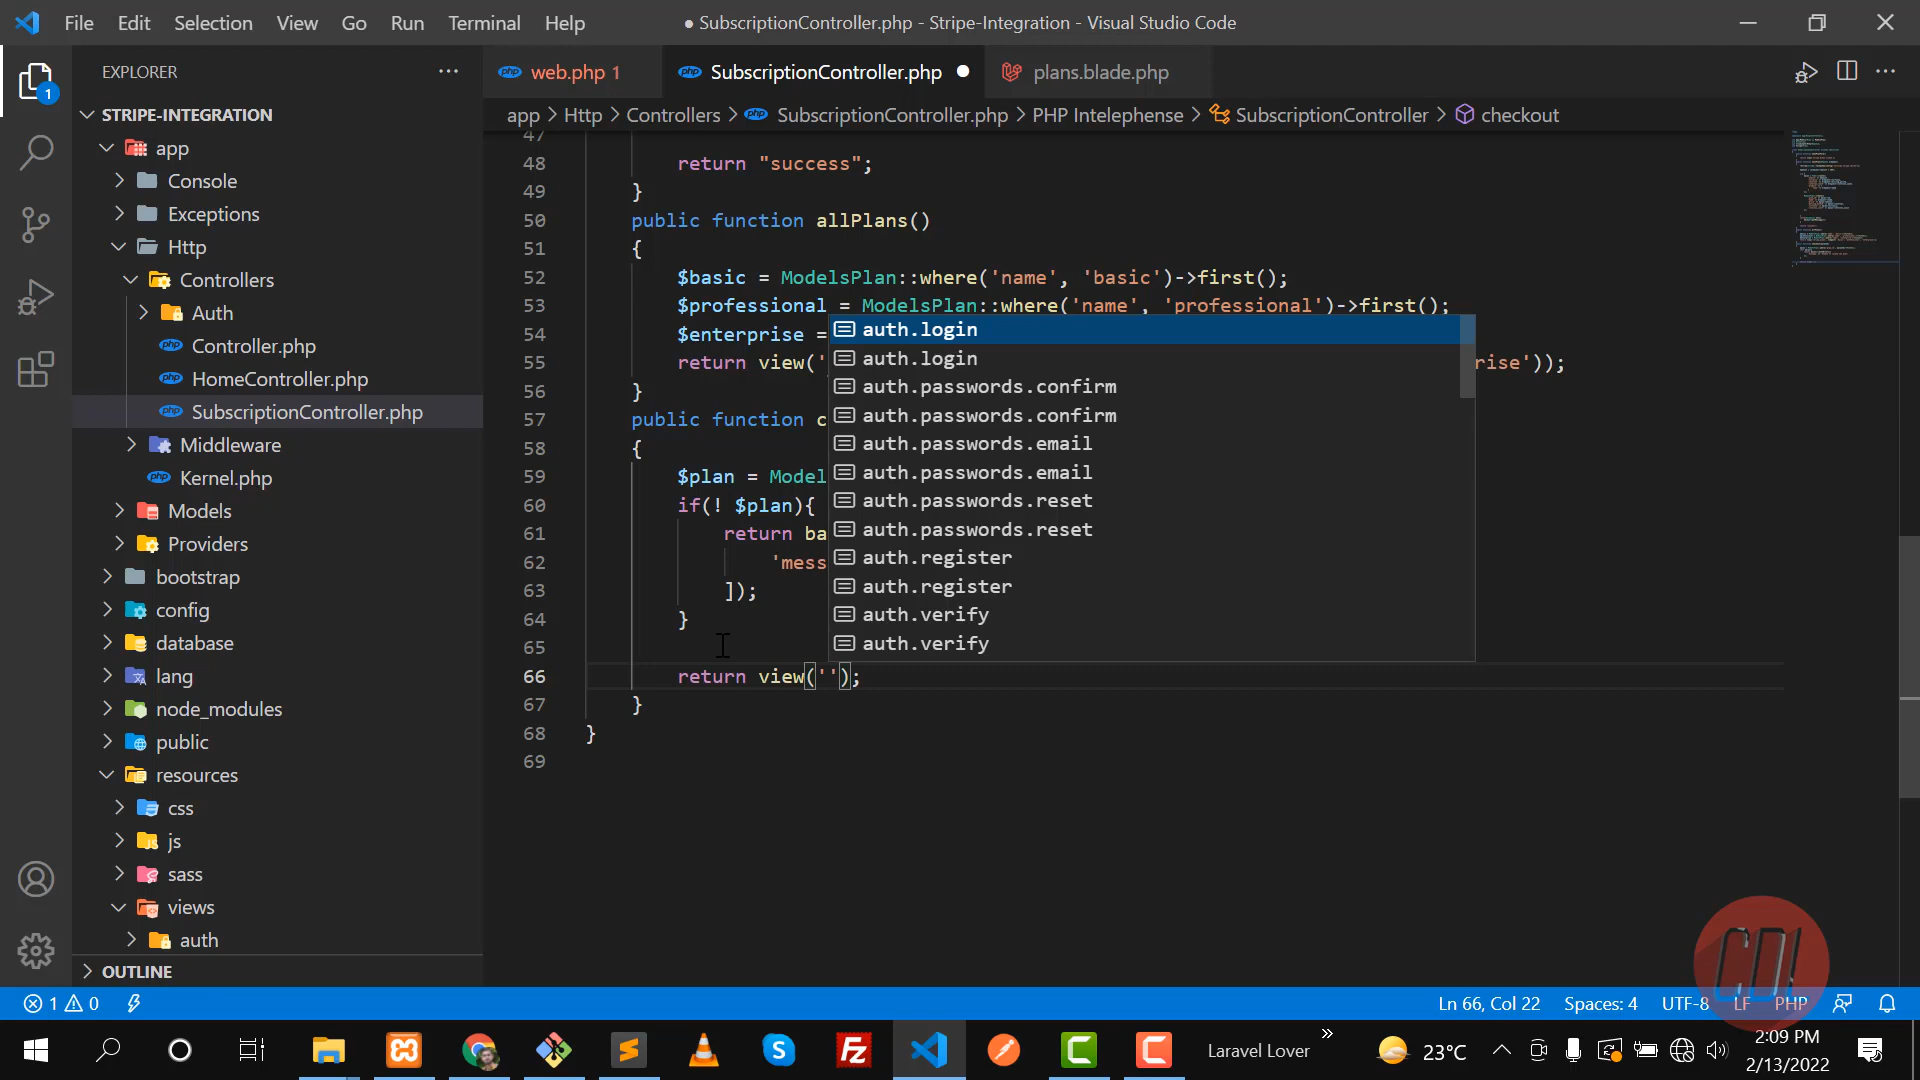 File Edit Selection View Go Run Terminal Help
● SubscriptionController.php - Stripe-Integration - Visual Studio Code
EXPLORER
web.php 1
SubscriptionController.php
plans.blade.php
app > Http > Controllers > SubscriptionController.php > PHP Intelephense > SubscriptionController > checkout
1
STRIPE-INTEGRATION
app
Console
Exceptions
Http
Controllers
Auth
Controller.php
HomeController.php
SubscriptionController.php
Middleware
Kernel.php
Models
Providers
bootstrap
config
database
lang
node_modules
public
resources
css
js
sass
views
auth
OUTLINE
47
48 return "success";
49 }
50 public function allPlans()
51 {
52 $basic = ModelsPlan::where('name', 'basic')->first();
53 $professional = ModelsPlan::where('name', 'professional')->first();
54 $enterprise =
55 return view(' rise'));
56 }
57 public function c
58 {
59 $plan = Model
60 if(! $plan){
61 return ba
62 'mess
63 ]);
64 }
65
66 return view('');
67 }
68 }
69
auth.login
auth.login
auth.passwords.confirm
auth.passwords.confirm
auth.passwords.email
auth.passwords.email
auth.passwords.reset
auth.passwords.reset
auth.register
auth.register
auth.verify
auth.verify
CDL
1 0
Ln 66, Col 22 Spaces: 4 UTF-8 LF PHP
Laravel Lover
23°C
2:09 PM
2/13/2022